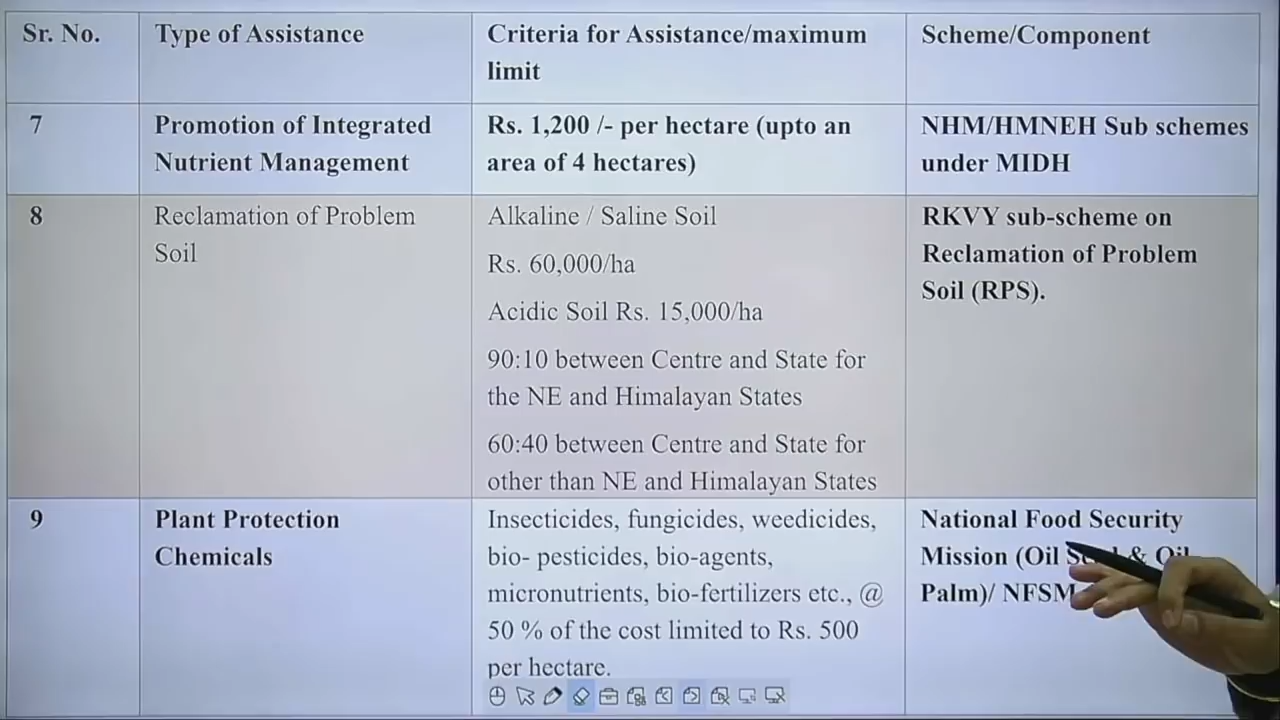 Sr. No.
Type of Assistance
Criteria for Assistance/maximum
limit
Scheme/Component
7
Promotion of Integrated
Nutrient Management
Rs. 1,200 /- per hectare (upto an
area of 4 hectares)
NHM/HMNEH Sub schemes
under MIDH
8
Reclamation of Problem
Soil
Alkaline / Saline Soil
Rs. 60,000/ha
Acidic Soil Rs. 15,000/ha
90:10 between Centre and State for
the NE and Himalayan States
60:40 between Centre and State for
other than NE and Himalayan States
RKVY sub-scheme on
Reclamation of Problem
Soil (RPS).
9
Plant Protection
Chemicals
Insecticides, fungicides, weedicides,
bio- pesticides, bio-agents,
micronutrients, bio-fertilizers etc., @
50 % of the cost limited to Rs. 500
per hectare.
National Food Security
Mission (Oil & Oil
Palm)/ NFSM